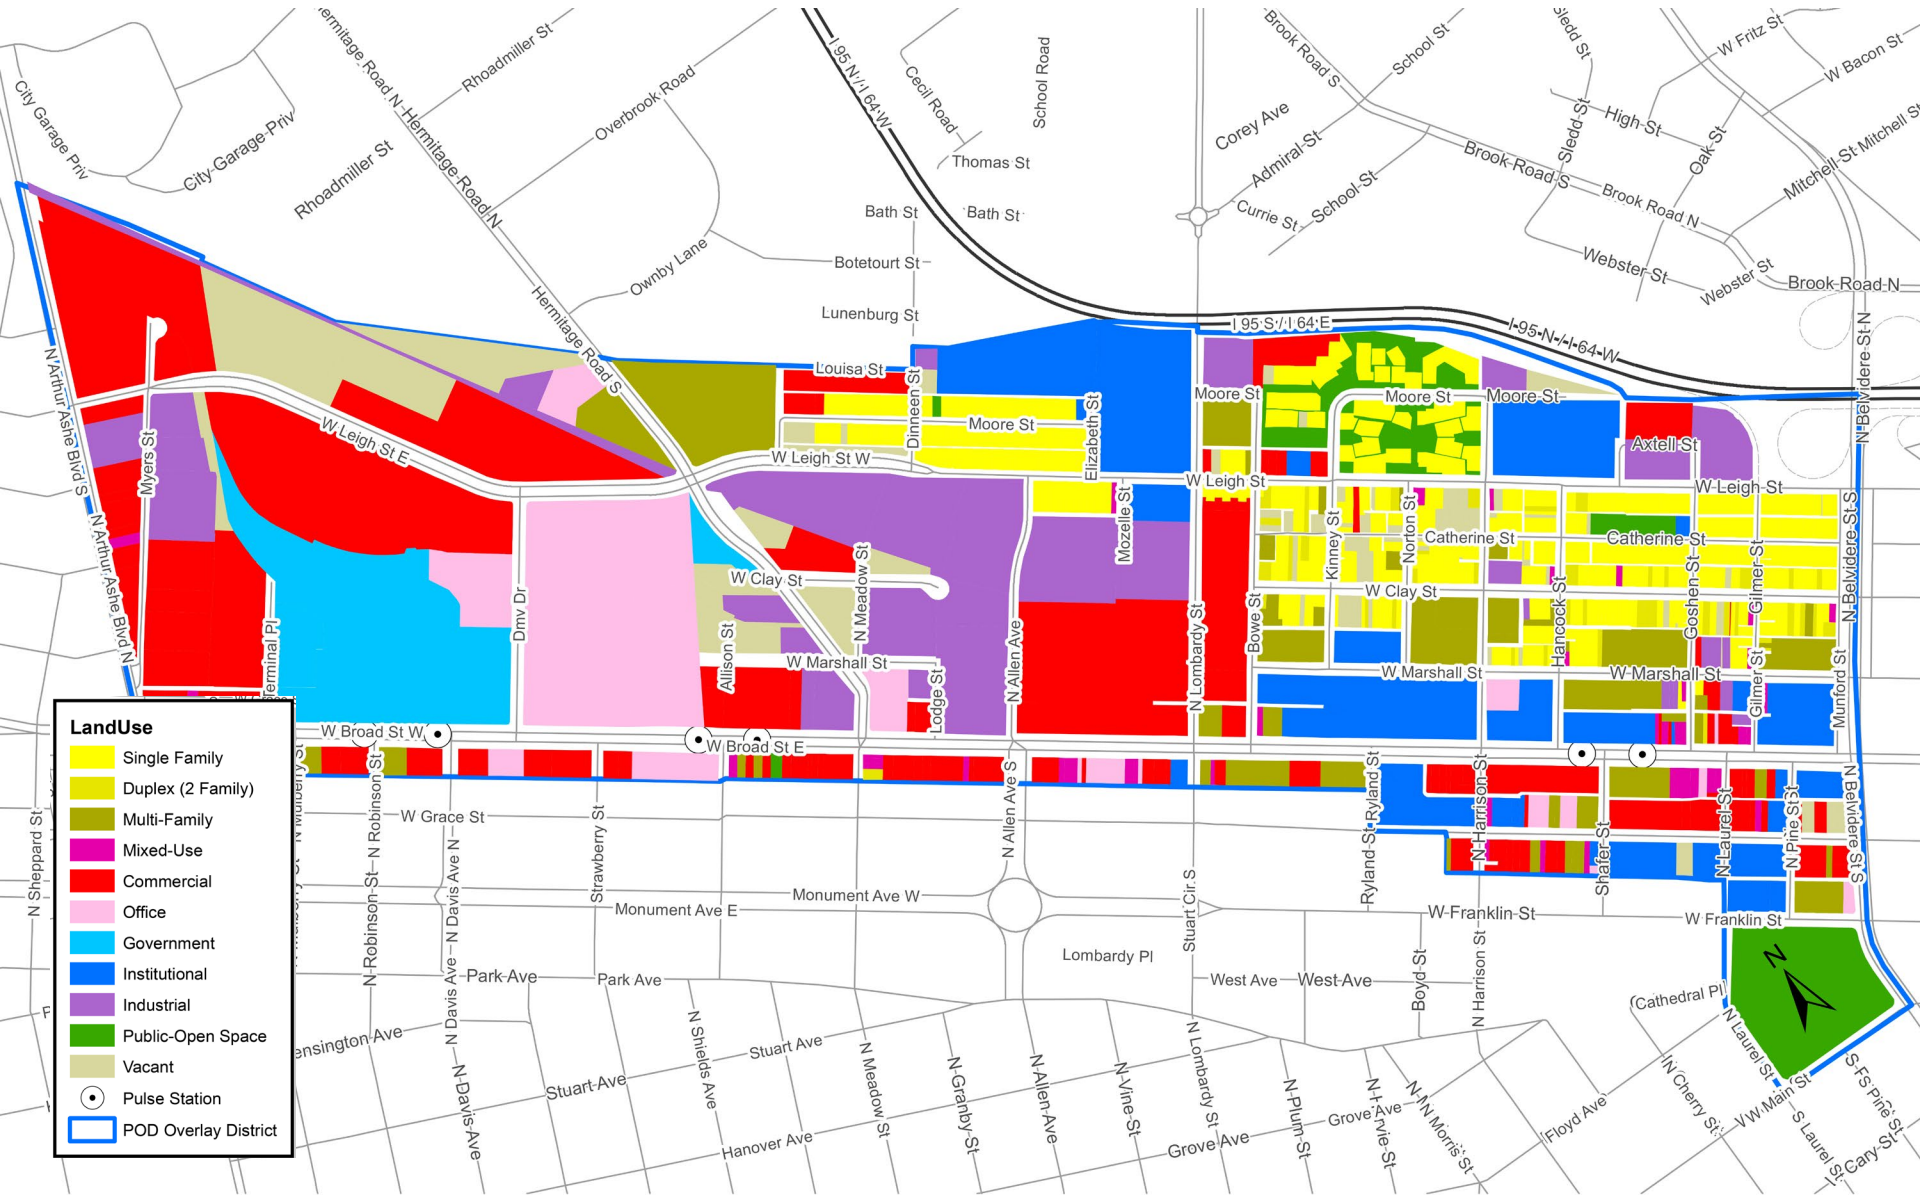 Hermitage Road N
Hermitage Road N
Rhoadmiller St
Overbrook Road
I 95 N / I 64 W
Cecil Road
School Road
Brook Road S
School St
Sledd St
W Fritz St
W Bacon St
City Garage Priv
City Garage Priv
Rhoadmiller St
Thomas St
Corey Ave
Admiral St
School St
Sledd St
High St
Oak St
Mitchell St
Mitchell St
Brook Road S
Brook Road N
Bath St
Bath St
Currie St
Ownby Lane
Botetourt St
Webster St
Webster St
Brook Road N
Hermitage Road S
Lunenburg St
I 95 S / I 64 E
I 95 N / I 64 W
N Belvidere St N
Louisa St
N Arthur Ashe Blvd S
Myers St
W Leigh St E
Dinneen St
Moore St
Elizabeth St
Moore St
Moore St
Moore St
Axtell St
W Leigh St W
W Leigh St
W Leigh St
N Arthur Ashe Blvd N
Mozelle St
Kinney St
Norton St
Catherine St
Catherine St
N Belvidere St S
Terminal Pl
Dmv Dr
W Clay St
N Meadow St
W Clay St
Hancock St
Goshen St
Gilmer St
Allison St
W Marshall St
Lodge St
N Allen Ave
N Lombardy St
Bowe St
W Marshall St
W Marshall St
Gilmer St
Munford St
W Broad St W
W Broad St E
LandUse
Single Family
Duplex (2 Family)
Multi-Family
Mixed-Use
Commercial
Office
Government
Institutional
Industrial
Public-Open Space
Vacant
Pulse Station
POD Overlay District
N Sheppard St
N Robinson St
N Robinson St
W Grace St
N Davis Ave N
N Davis Ave
Strawberry St
N Allen Ave S
Ryland St
Ryland St
N Harrison St
Shafer St
N Laurel St
N Pine St
N Belvidere St S
Monument Ave W
Monument Ave E
Stuart Cir S
W Franklin St
W Franklin St
Lombardy Pl
Park Ave
Park Ave
West Ave
West Ave
Boyd St
N Harrison St
Cathedral Pl
N
N Laurel St
N Davis Ave
N Shields Ave
Stuart Ave
Stuart Ave
Hanover Ave
N Meadow St
N Granby St
N Allen Ave
N Vine St
N Lombardy St
Grove Ave
N Plum St
Grove Ave
N Morris St
Floyd Ave
N Cherry St
W Main St
S Laurel St
Cary St